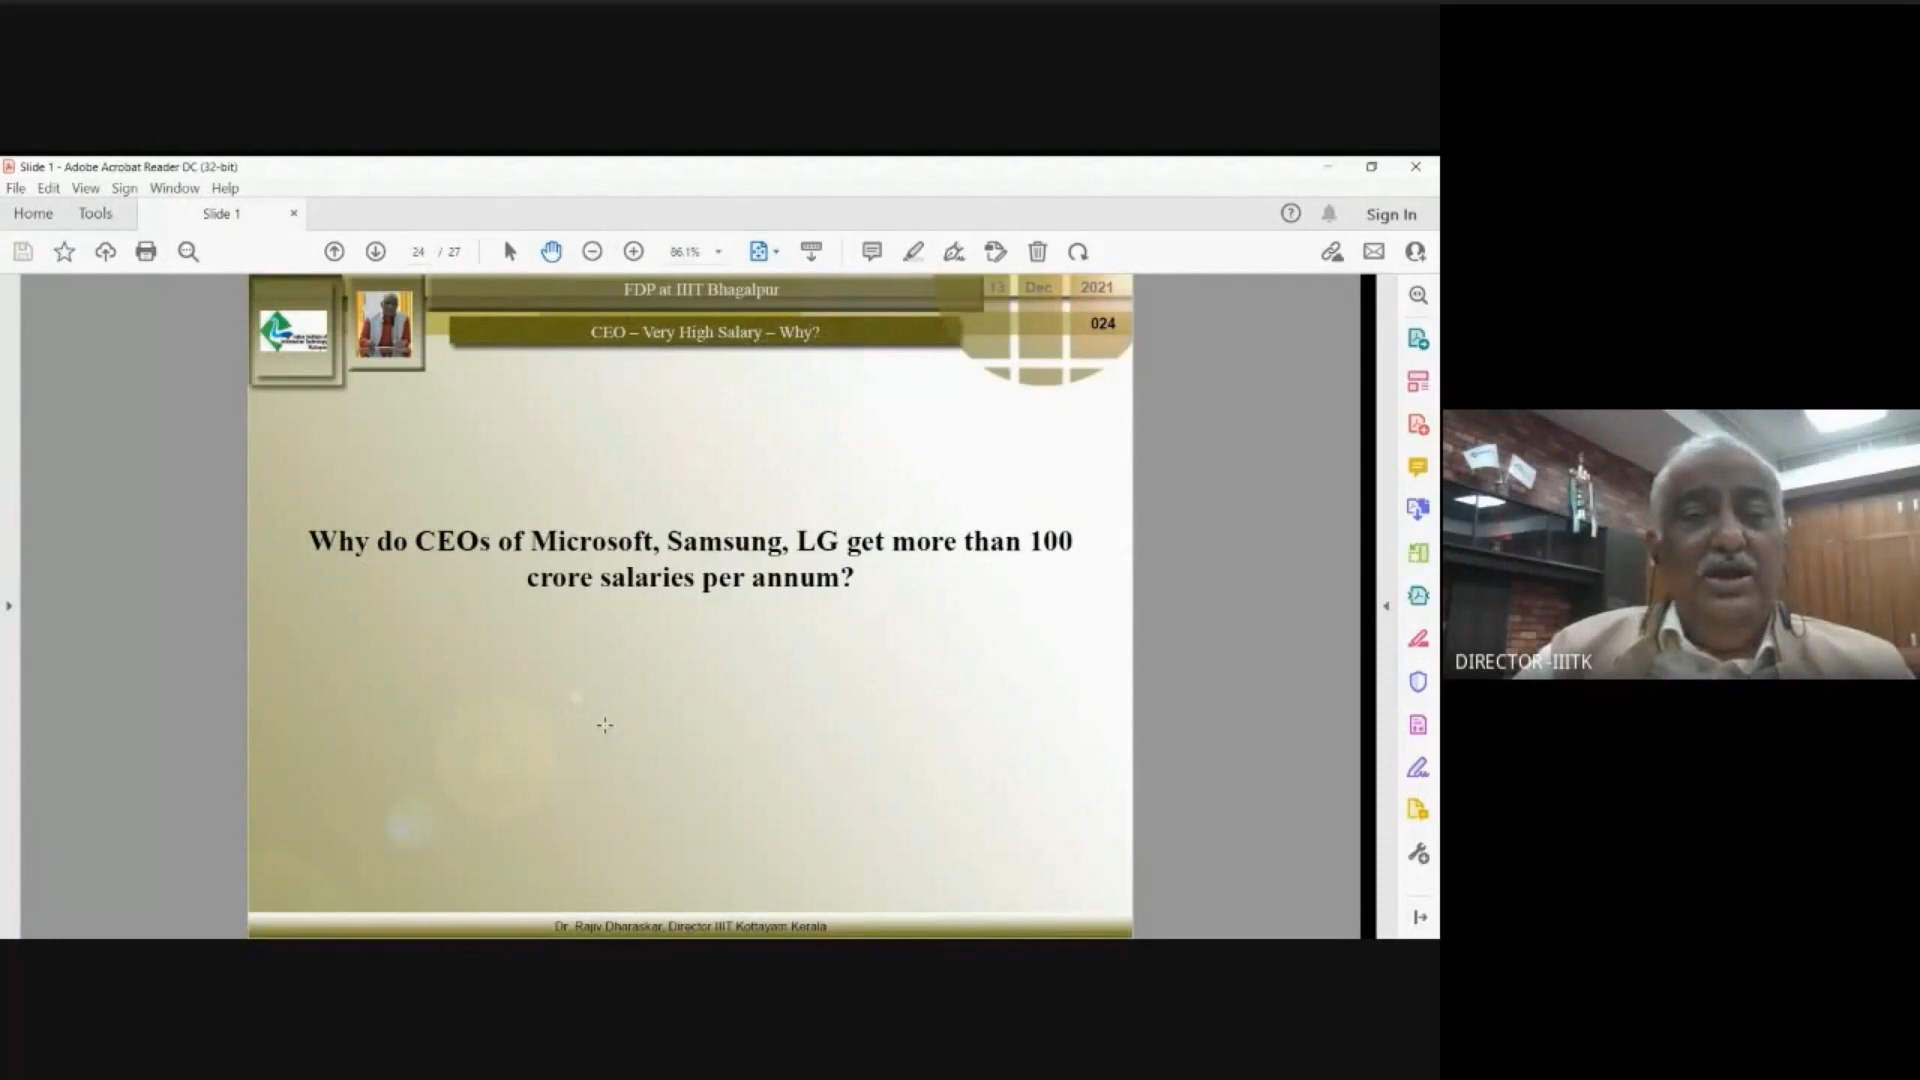 Slide 1 - Adobe Acrobat Reader DC (32-bit)
File Edit View Sign Window Help
Home Tools Slide 1 Sign In
24 / 27 86.1%
FDP at IIIT Bhagalpur 13 Dec 2021
CEO – Very High Salary – Why? 024
Why do CEOs of Microsoft, Samsung, LG get more than 100
crore salaries per annum?
DIRECTOR-IIITK
Dr. Rajiv Dharaskar, Director IIIT Kottayam Kerala